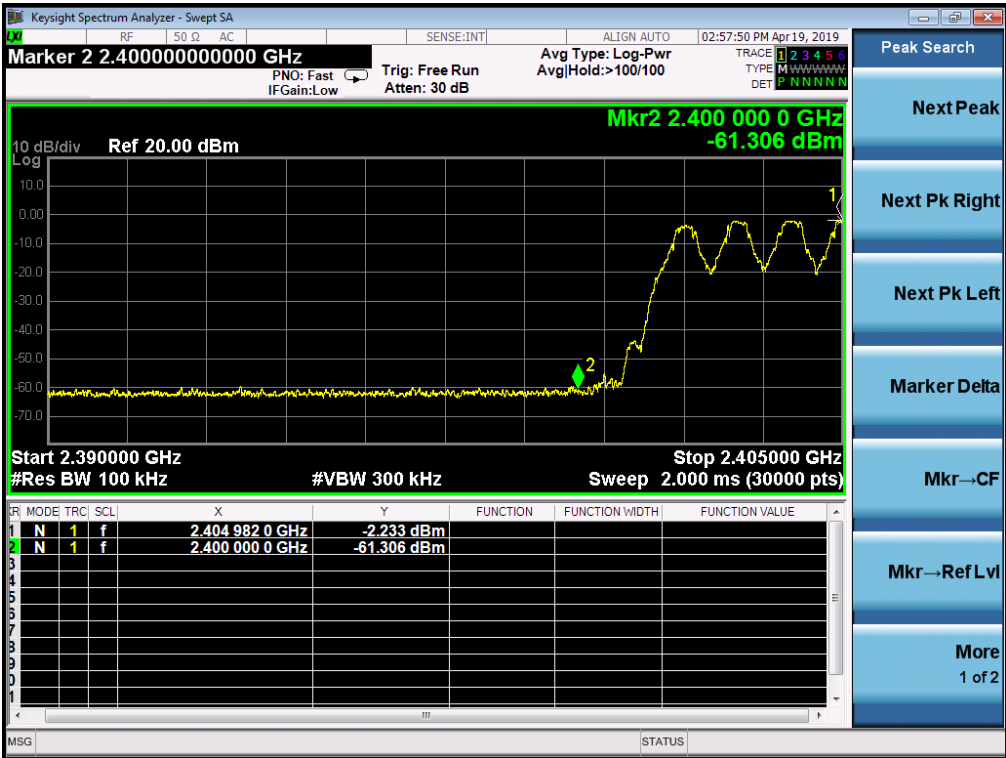 Keysight Spectrum Analyzer - Swept SA
LXI RF 50 Ω AC SENSE:INT ALIGN AUTO 02:57:50 PM Apr 19, 2019
Marker 2 2.400000000000 GHz
PNO: Fast
IFGain:Low
Trig: Free Run
Atten: 30 dB
Avg Type: Log-Pwr
Avg|Hold:>100/100
TRACE 1 2 3 4 5 6
TYPE M WWWWW
DET P N N N N N
Mkr2 2.400 000 0 GHz
-61.306 dBm
10 dB/div Ref 20.00 dBm
Log
10.0
0.00
-10.0
-20.0
-30.0
-40.0
-50.0
-60.0
-70.0
1
2
Start 2.390000 GHz Stop 2.405000 GHz
#Res BW 100 kHz #VBW 300 kHz Sweep 2.000 ms (30000 pts)
MODE TRC SCL X Y FUNCTION FUNCTION WIDTH FUNCTION VALUE
1 N 1 f 2.404 982 0 GHz -2.233 dBm
2 N 1 f 2.400 000 0 GHz -61.306 dBm
3
4
5
6
7
8
9
0
1
MSG STATUS
Peak Search
Next Peak
Next Pk Right
Next Pk Left
Marker Delta
Mkr→CF
Mkr→Ref Lvl
More
1 of 2